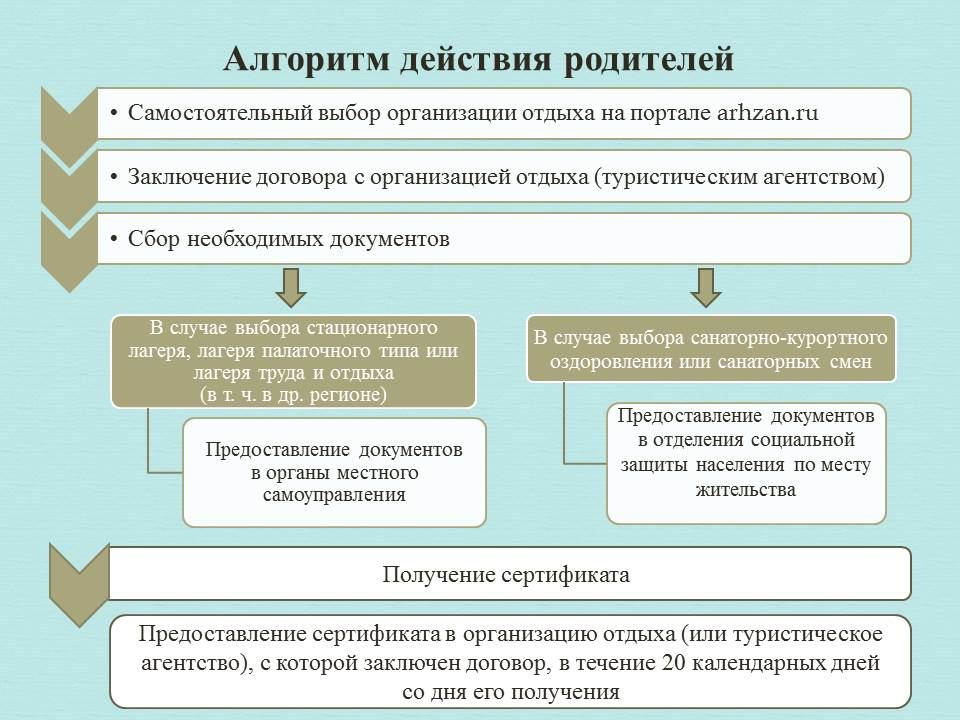 Алгоритм действия родителей
• Самостоятельный выбор организации отдыха на портале arhzan.ru
• Заключение договора с организацией отдыха (туристическим агентством)
• Сбор необходимых документов
В случае выбора стационарного
лагеря, лагеря палаточного типа или
лагеря труда и отдыха
(в т. ч. в др. регионе)
Предоставление документов
в органы местного
самоуправления
В случае выбора санаторно-курортного
оздоровления или санаторных смен
Предоставление документов
в отделения социальной
защиты населения по месту
жительства
Получение сертификата
Предоставление сертификата в организацию отдыха (или туристическое
агентство), с которой заключен договор, в течение 20 календарных дней
со дня его получения